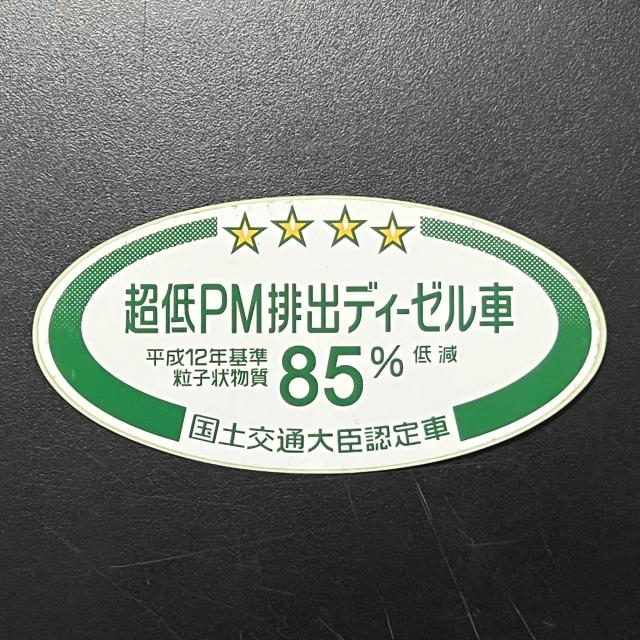 超低PM排出ディーゼル車
平成12年基準
粒子状物質
85% 低減
国土交通大臣認定車